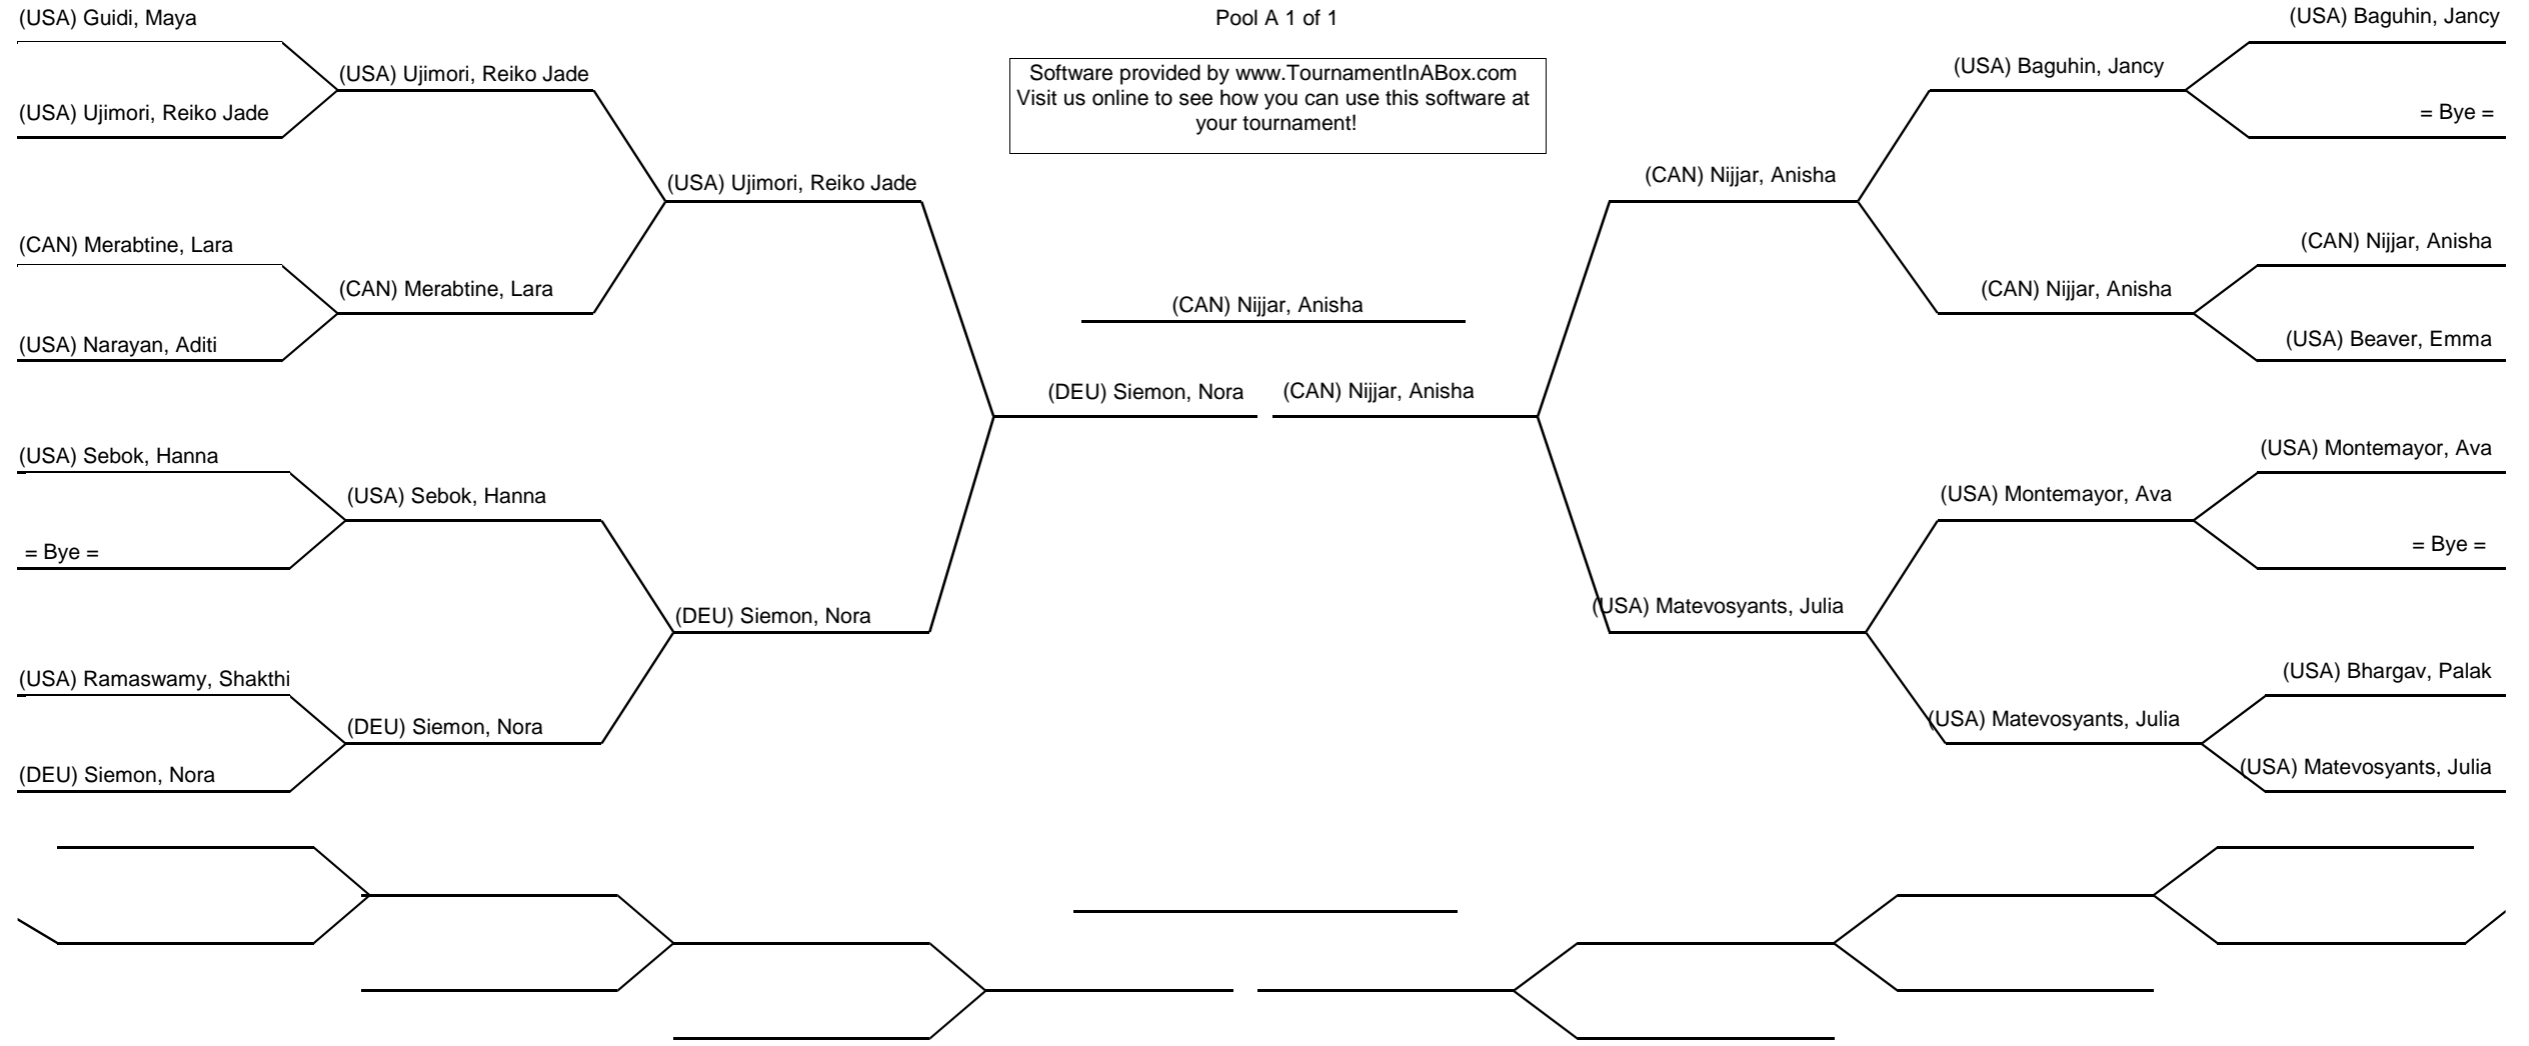 (USA) Guidi, Maya
(USA) Ujimori, Reiko Jade
(CAN) Merabtine, Lara
(USA) Narayan, Aditi
(USA) Sebok, Hanna
= Bye =
(USA) Ramaswamy, Shakthi
(DEU) Siemon, Nora
(USA) Ujimori, Reiko Jade
(CAN) Merabtine, Lara
(USA) Sebok, Hanna
(DEU) Siemon, Nora
(USA) Ujimori, Reiko Jade
(DEU) Siemon, Nora
Pool A 1 of 1
Software provided by www.TournamentInABox.com
Visit us online to see how you can use this software at
your tournament!
(CAN) Nijjar, Anisha
(DEU) Siemon, Nora
(CAN) Nijjar, Anisha
(CAN) Nijjar, Anisha
(USA) Matevosyants, Julia
(USA) Baguhin, Jancy
(CAN) Nijjar, Anisha
(USA) Montemayor, Ava
(USA) Matevosyants, Julia
(USA) Baguhin, Jancy
= Bye =
(CAN) Nijjar, Anisha
(USA) Beaver, Emma
(USA) Montemayor, Ava
= Bye =
(USA) Bhargav, Palak
(USA) Matevosyants, Julia